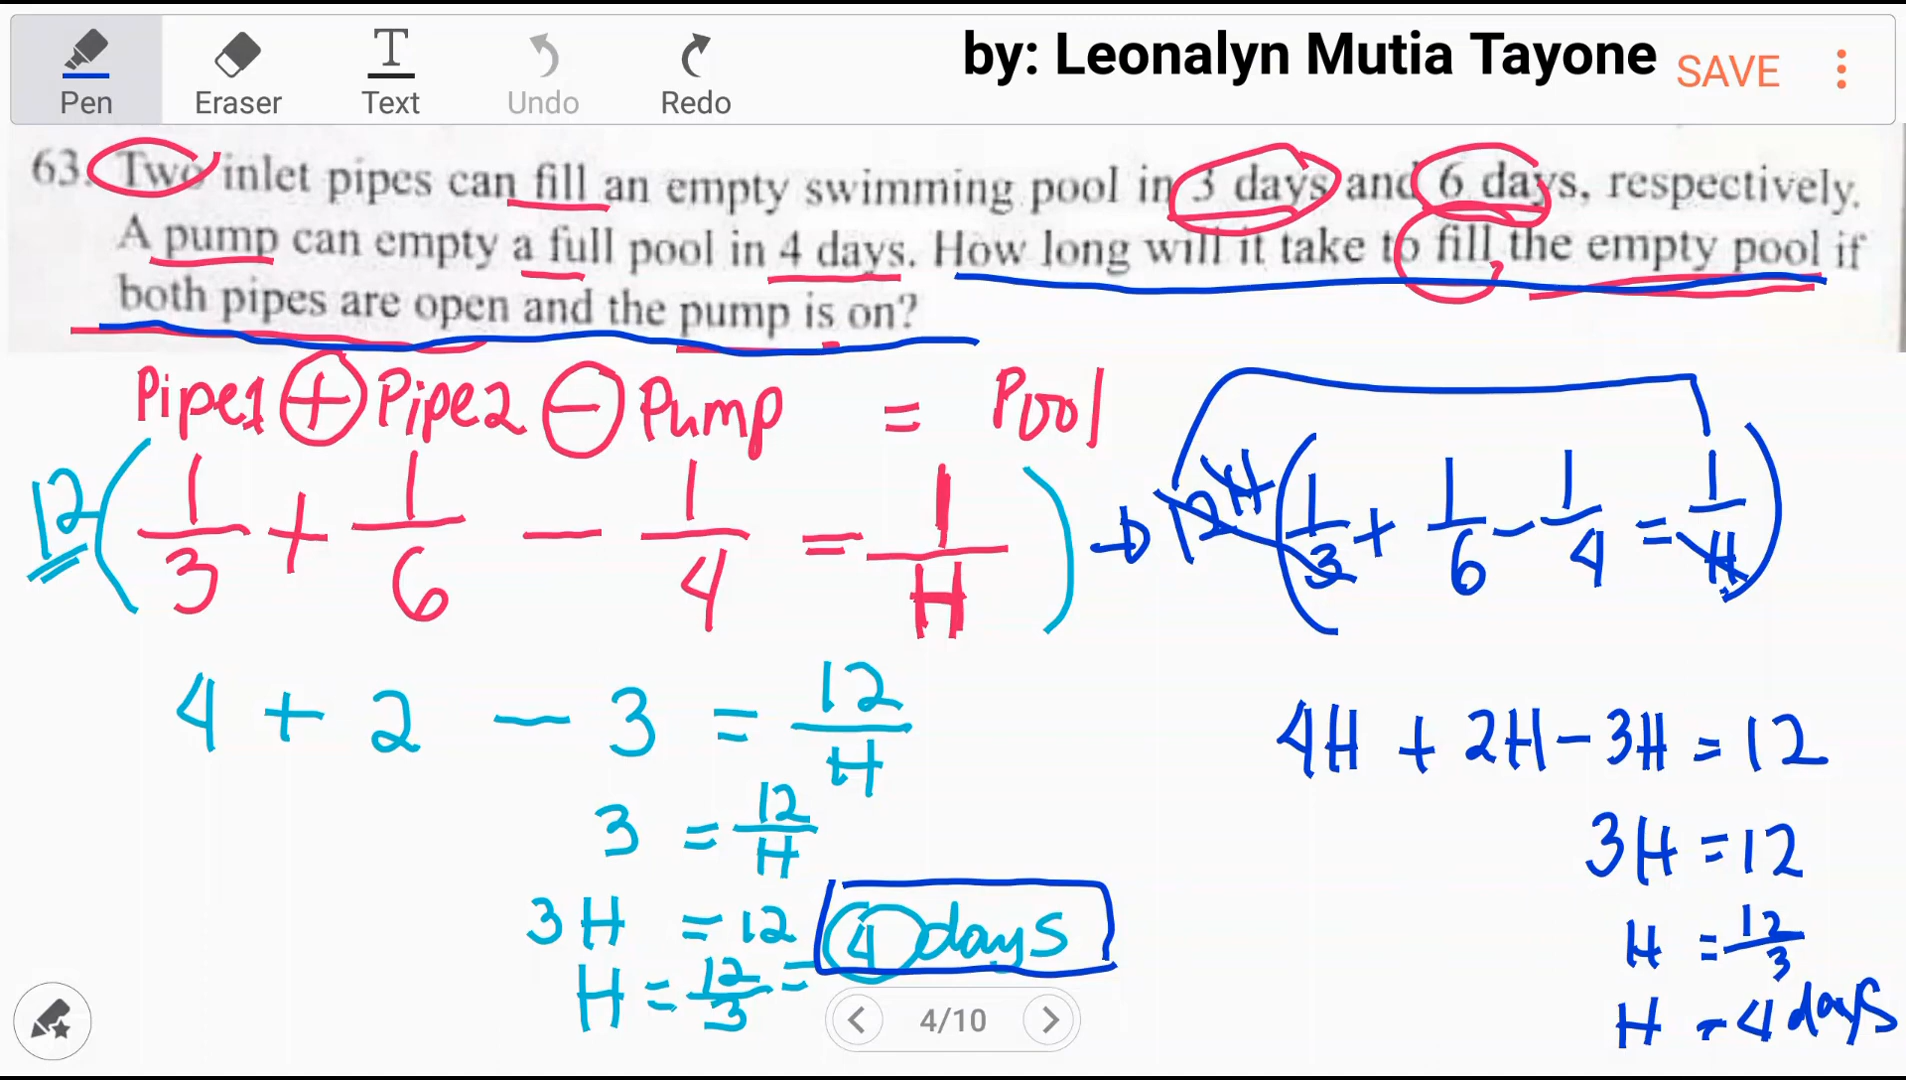 by: Leonalyn Mutia Tayone
SAVE
Pen
Eraser
Text
Undo
Redo
63. Two inlet pipes can fill an empty swimming pool in 3 days and 6 days, respectively.
A pump can empty a full pool in 4 days. How long will it take to fill the empty pool if
both pipes are open and the pump is on?
Pipe1 + Pipe2 - Pump = Pool
12 ( 1/3 + 1/6 - 1/4 = 1/H )
4 + 2 - 3 = 12/H
3 = 12/H
3H = 12
H = 12/3 = 4 days
→ 12H ( 1/3 + 1/6 - 1/4 = 1/H )
4H + 2H - 3H = 12
3H = 12
H = 12/3
H = 4 days
4/10